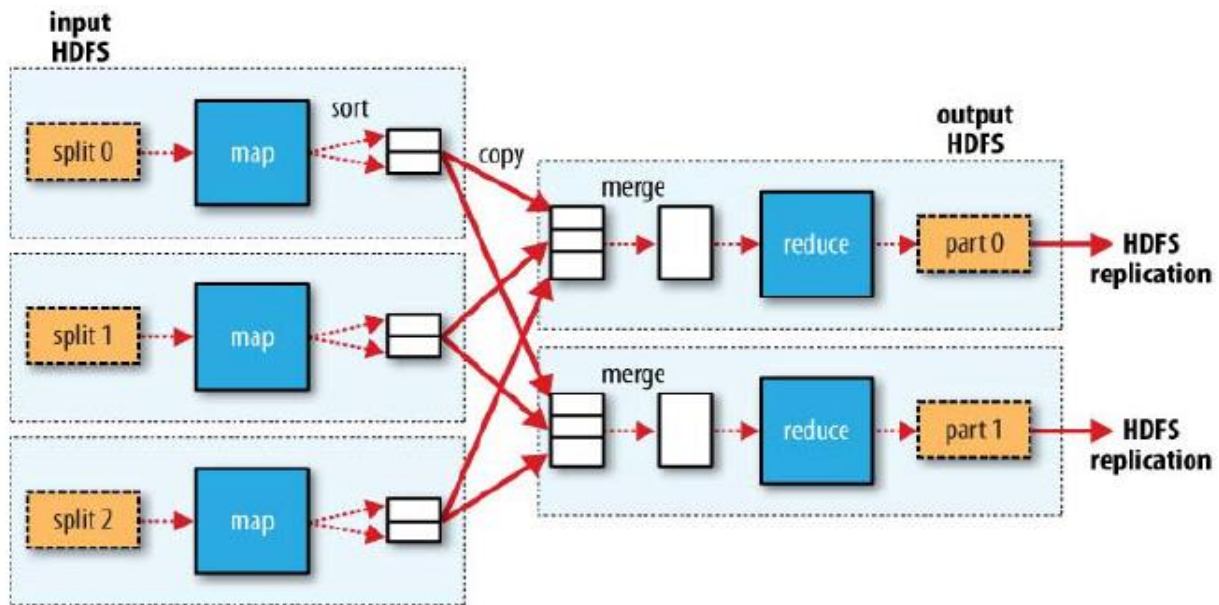 input
HDFS
split 0
map
sort
copy
split 1
map
split 2
map
output
HDFS
merge
reduce
part 0
HDFS
replication
merge
reduce
part 1
HDFS
replication